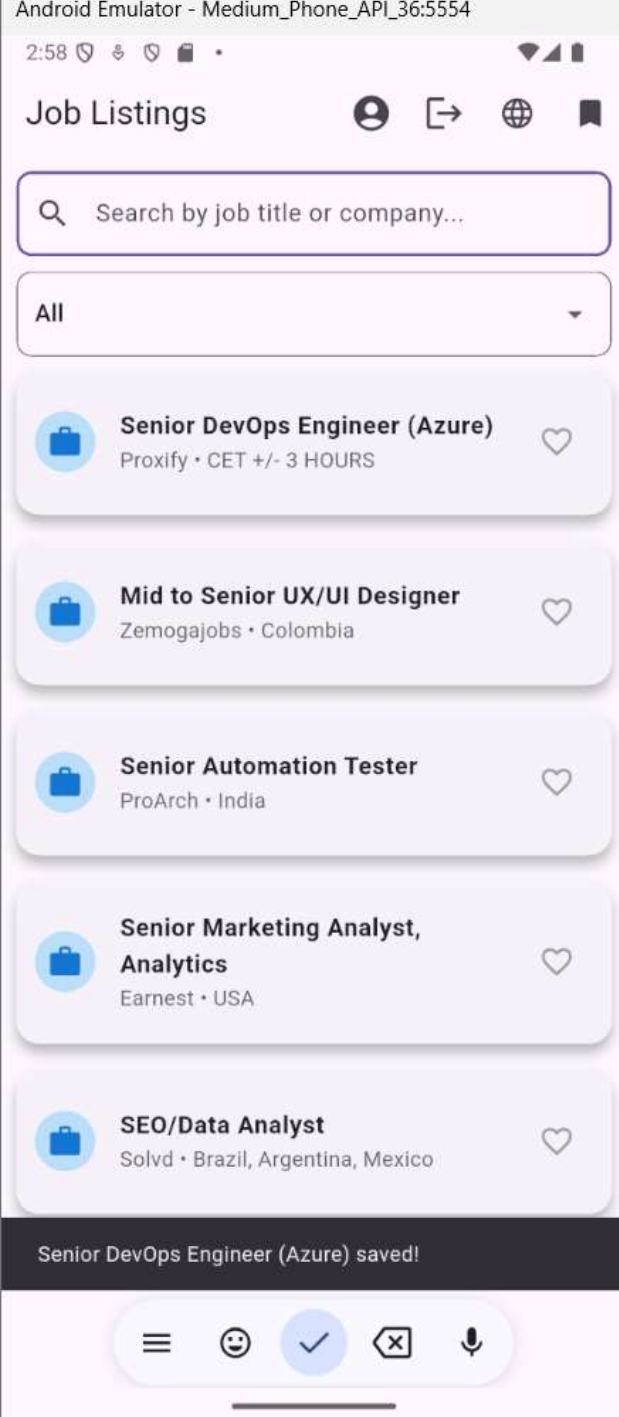 Android Emulator - Medium_Phone_API_36:5554
2:58
Job Listings
Search by job title or company...
All
Senior DevOps Engineer (Azure)
Proxify • CET +/- 3 HOURS
Mid to Senior UX/UI Designer
Zemogajobs • Colombia
Senior Automation Tester
ProArch • India
Senior Marketing Analyst,
Analytics
Earnest • USA
SEO/Data Analyst
Solvd • Brazil, Argentina, Mexico
Senior DevOps Engineer (Azure) saved!